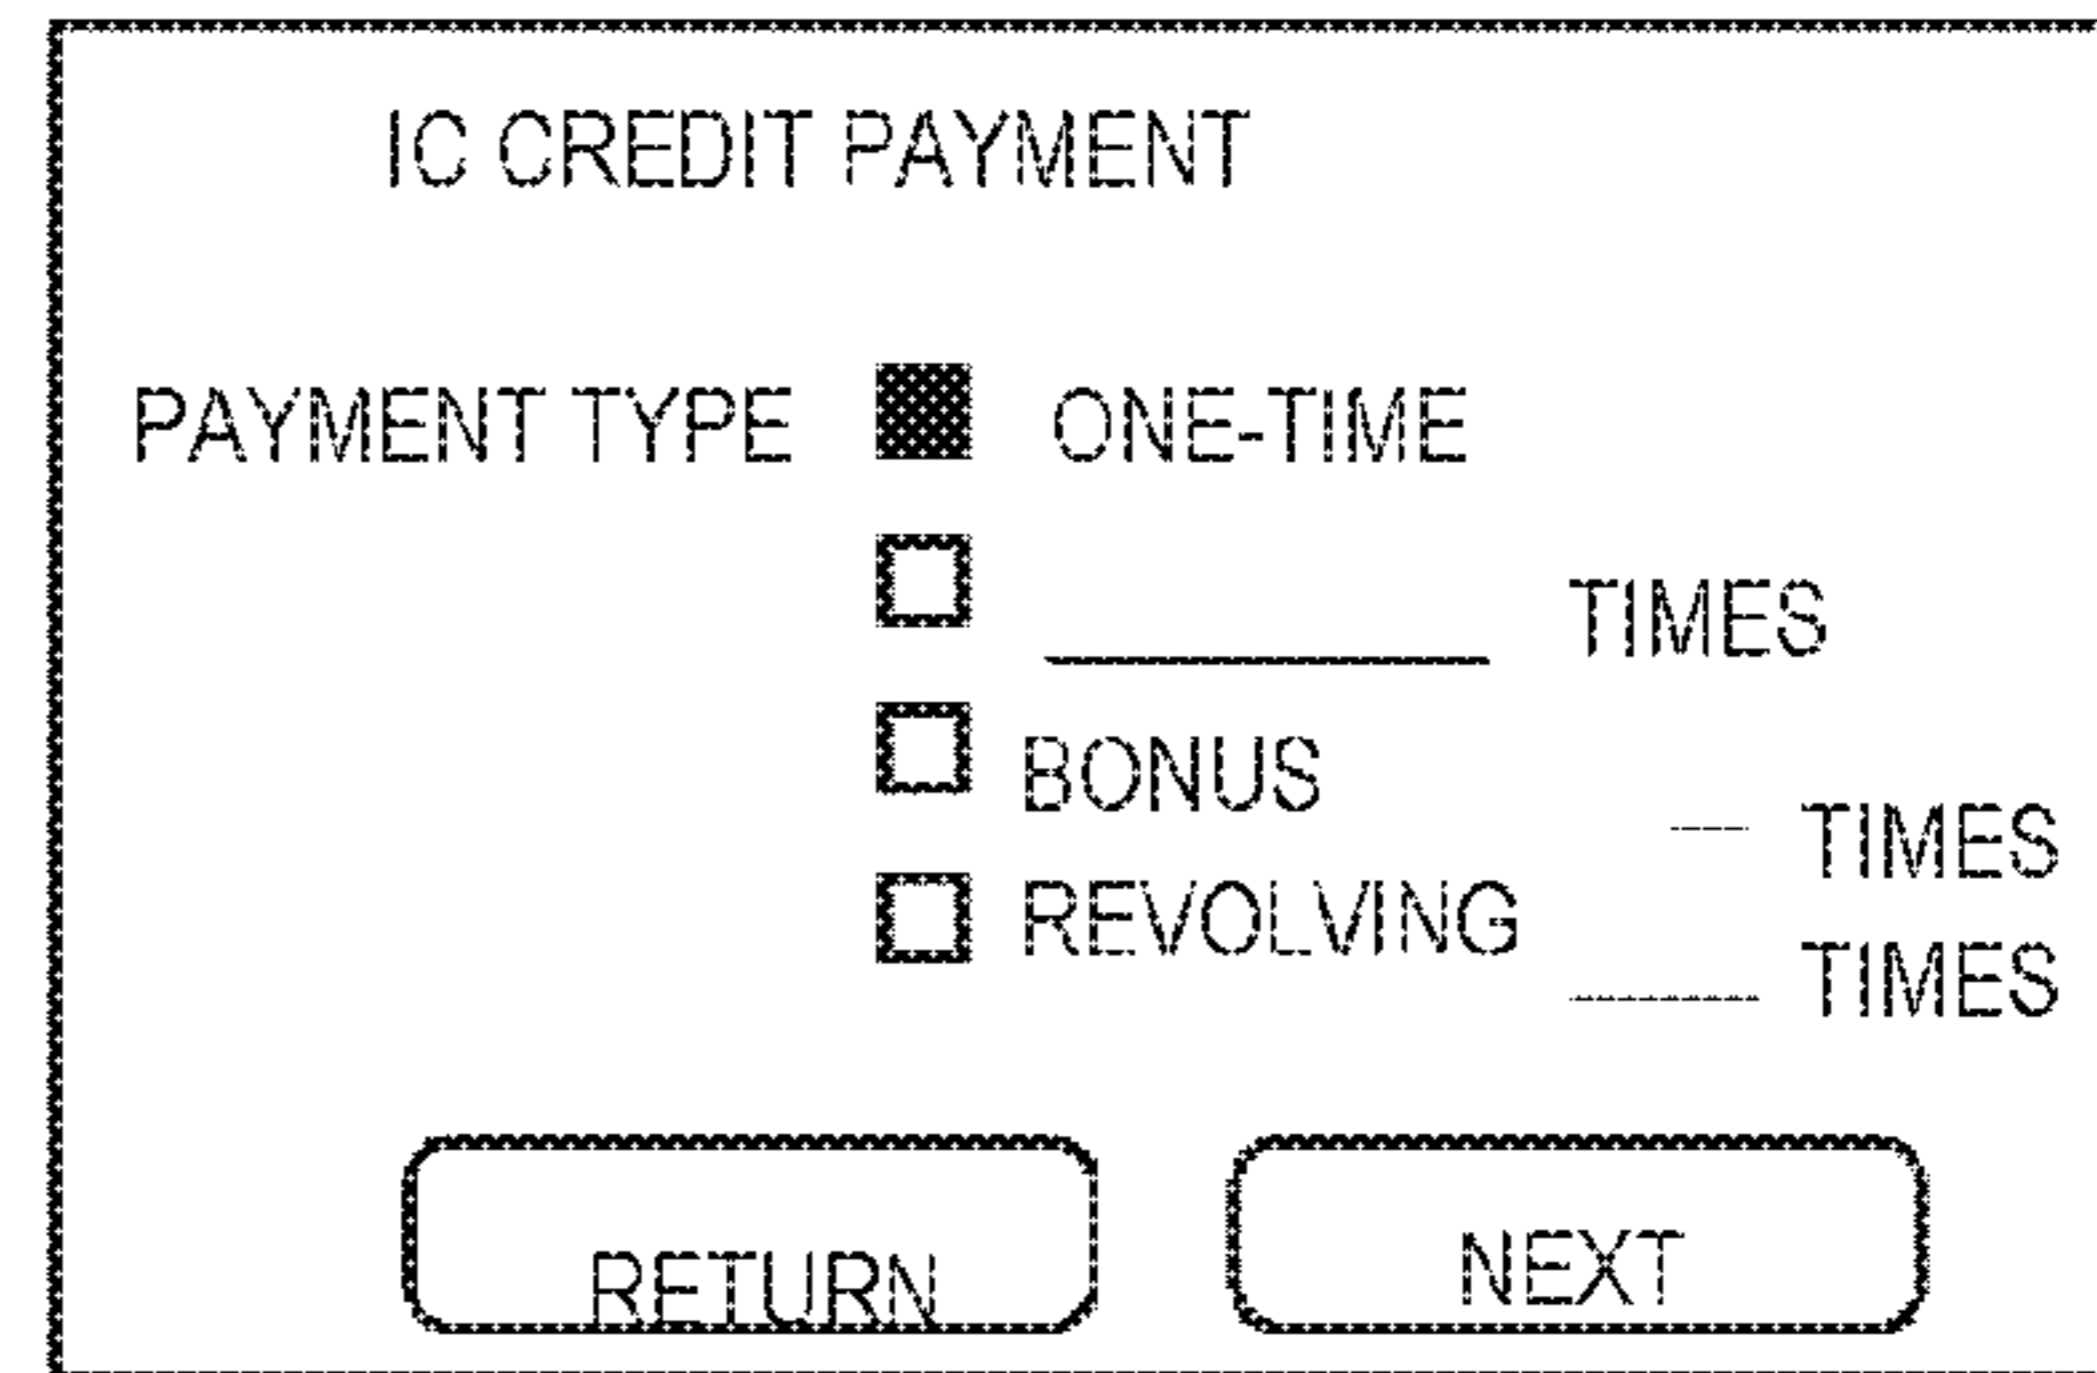 IC CREDIT PAYMENT
PAYMENT TYPE ONE-TIME
TIMES
BONUS
TIMES
REVOLVING
TIMES
RETURN NEXT